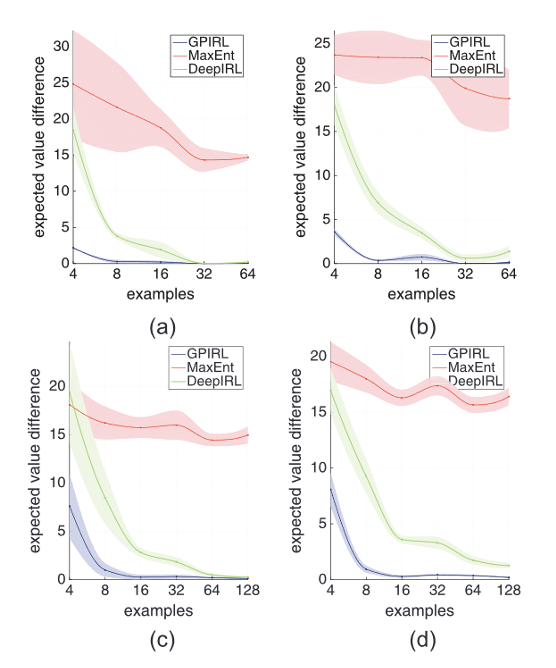 GPIRL
MaxEnt
DeepIRL
30
25
20
15
10
5
0
4 8 16 32 64
expected value difference
examples
(a)
GPIRL
MaxEnt
DeepIRL
25
20
15
10
5
0
4 8 16 32 64
expected value difference
examples
(b)
GPIRL
MaxEnt
DeepIRL
20
15
10
5
0
4 8 16 32 64 128
expected value difference
examples
(c)
GPIRL
MaxEnt
DeepIRL
20
15
10
5
0
4 8 16 32 64 128
expected value difference
examples
(d)